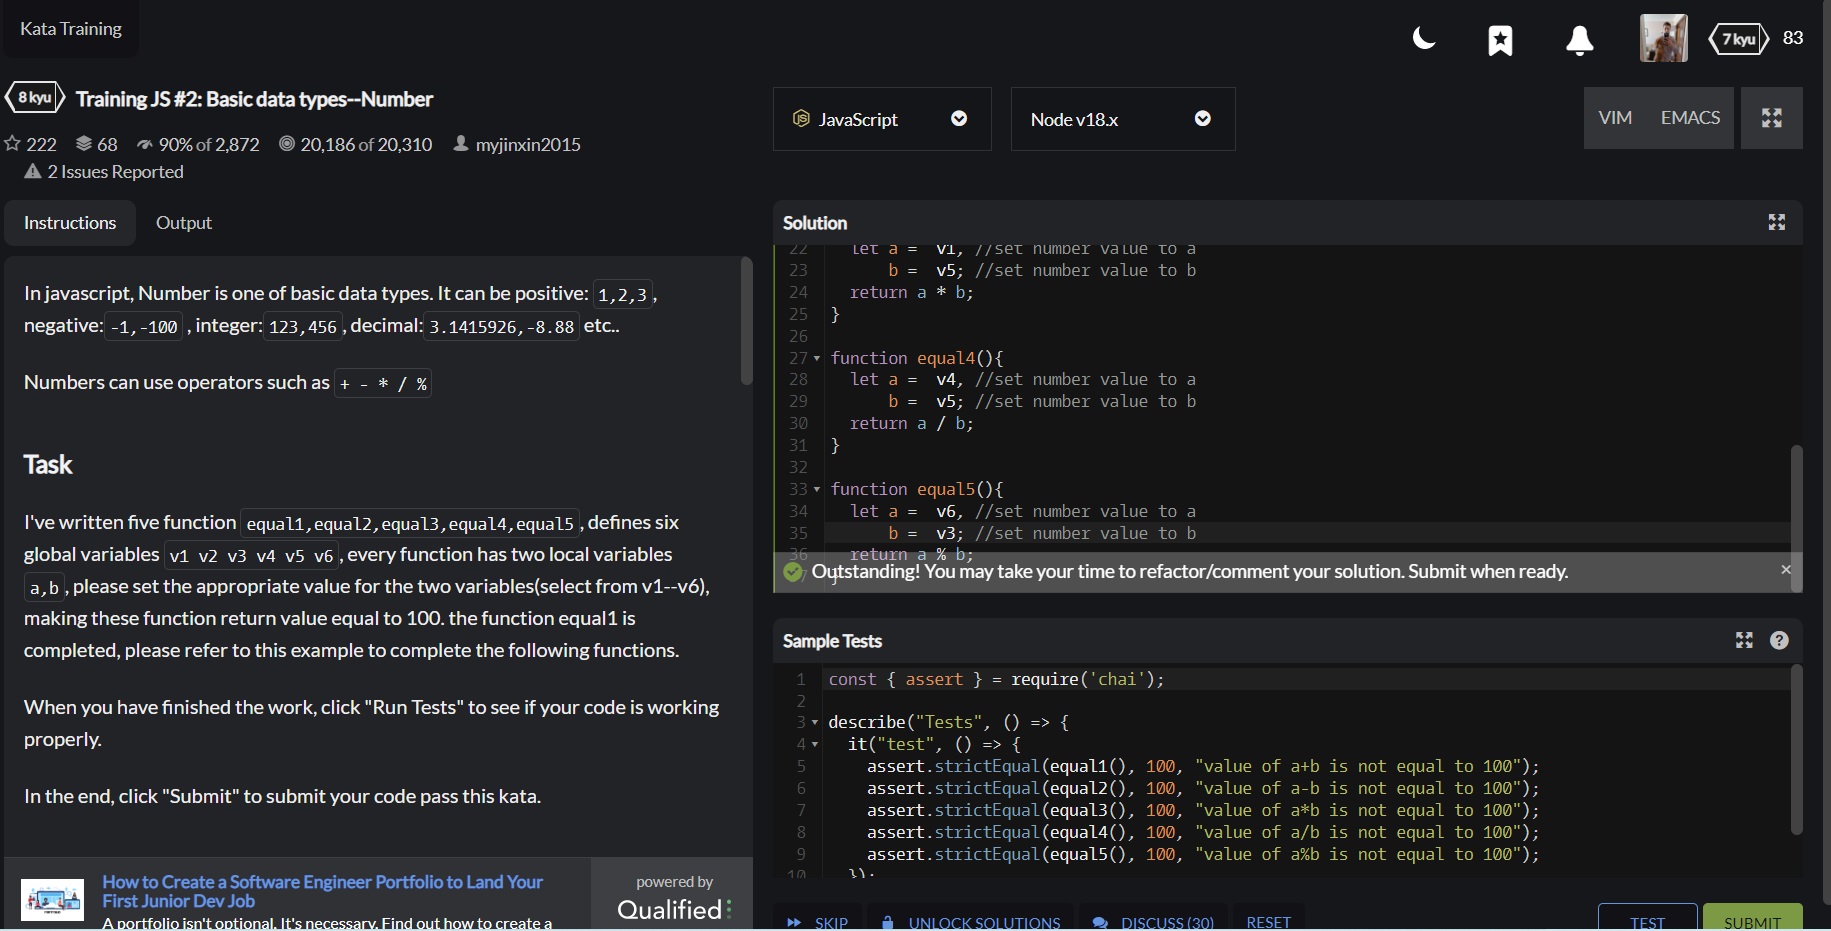 Kata Training
7 kyu 83
8 kyu Training JS #2: Basic data types--Number
222 68 90% of 2,872 20,186 of 20,310 myjinxin2015
2 Issues Reported
Instructions Output
In javascript, Number is one of basic data types. It can be positive: 1,2,3 ,
negative: -1,-100 , integer: 123,456 , decimal: 3.1415926,-8.88 etc..
Numbers can use operators such as + - * / %
Task
I've written five function equal1,equal2,equal3,equal4,equal5 , defines six
global variables v1 v2 v3 v4 v5 v6 , every function has two local variables
a,b , please set the appropriate value for the two variables(select from v1--v6),
making these function return value equal to 100. the function equal1 is
completed, please refer to this example to complete the following functions.
When you have finished the work, click "Run Tests" to see if your code is working
properly.
In the end, click "Submit" to submit your code pass this kata.
How to Create a Software Engineer Portfolio to Land Your
First Junior Dev Job
A portfolio isn't optional. It's necessary. Find out how to create a
powered by
Qualified
JS JavaScript
Node v18.x
VIM EMACS
Solution
22 let a = v1, //set number value to a
23 b = v5; //set number value to b
24 return a * b;
25 }
26
27 function equal4(){
28 let a = v4, //set number value to a
29 b = v5; //set number value to b
30 return a / b;
31 }
32
33 function equal5(){
34 let a = v6, //set number value to a
35 b = v3; //set number value to b
36 return a % b;
Outstanding! You may take your time to refactor/comment your solution. Submit when ready. ×
Sample Tests ?
1 const { assert } = require('chai');
2
3 describe("Tests", () => {
4 it("test", () => {
5 assert.strictEqual(equal1(), 100, "value of a+b is not equal to 100");
6 assert.strictEqual(equal2(), 100, "value of a-b is not equal to 100");
7 assert.strictEqual(equal3(), 100, "value of a*b is not equal to 100");
8 assert.strictEqual(equal4(), 100, "value of a/b is not equal to 100");
9 assert.strictEqual(equal5(), 100, "value of a%b is not equal to 100");
10 });
SKIP UNLOCK SOLUTIONS DISCUSS (30) RESET TEST SUBMIT